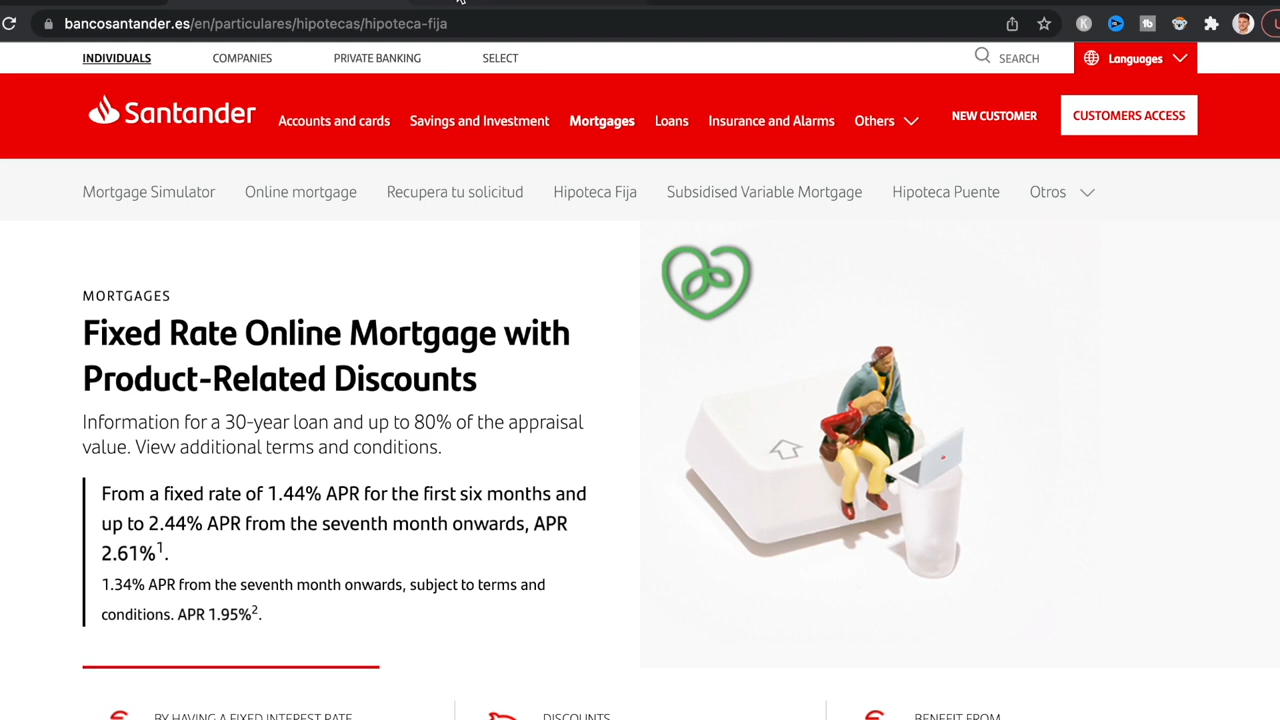 bancosantander.es/en/particulares/hipotecas/hipoteca-fija
INDIVIDUALS COMPANIES PRIVATE BANKING SELECT SEARCH Languages
Santander Accounts and cards Savings and Investment Mortgages Loans Insurance and Alarms Others NEW CUSTOMER CUSTOMERS ACCESS
Mortgage Simulator Online mortgage Recupera tu solicitud Hipoteca Fija Subsidised Variable Mortgage Hipoteca Puente Otros
MORTGAGES
Fixed Rate Online Mortgage with
Product-Related Discounts
Information for a 30-year loan and up to 80% of the appraisal
value. View additional terms and conditions.
From a fixed rate of 1.44% APR for the first six months and
up to 2.44% APR from the seventh month onwards, APR
2.61%¹.
1.34% APR from the seventh month onwards, subject to terms and
conditions. APR 1.95%².
BY HAVING A FIXED INTEREST RATE DISCOUNTS BENEFIT FROM